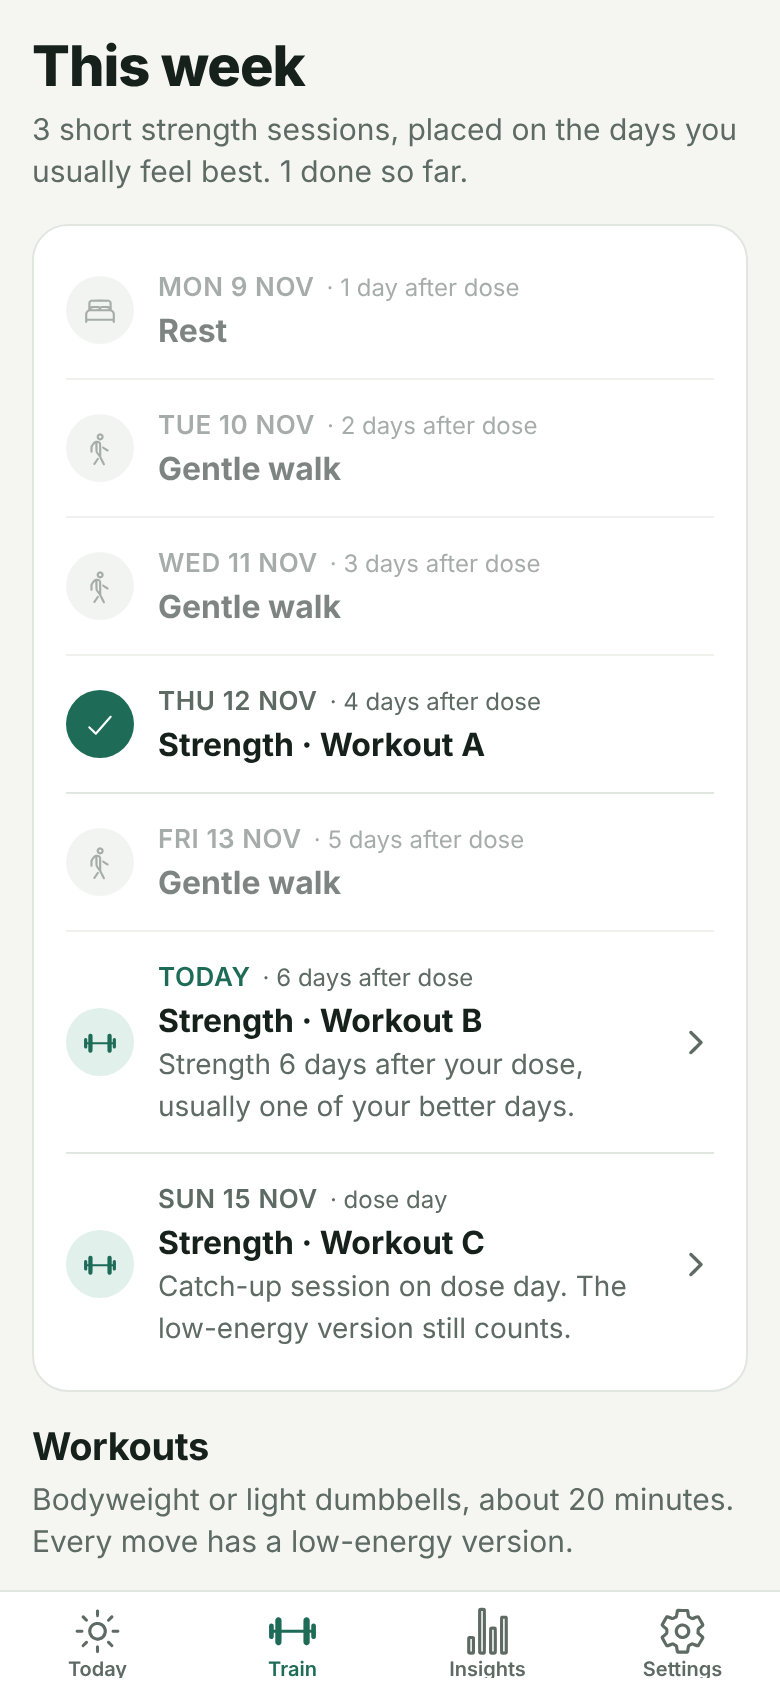 This week
3 short strength sessions, placed on the days you
usually feel best. 1 done so far.
MON 9 NOV · 1 day after dose
Rest
TUE 10 NOV · 2 days after dose
Gentle walk
WED 11 NOV · 3 days after dose
Gentle walk
THU 12 NOV · 4 days after dose
Strength · Workout A
FRI 13 NOV · 5 days after dose
Gentle walk
TODAY · 6 days after dose
Strength · Workout B
Strength 6 days after your dose,
usually one of your better days.
SUN 15 NOV · dose day
Strength · Workout C
Catch-up session on dose day. The
low-energy version still counts.
Workouts
Bodyweight or light dumbbells, about 20 minutes.
Every move has a low-energy version.
Today Train Insights Settings